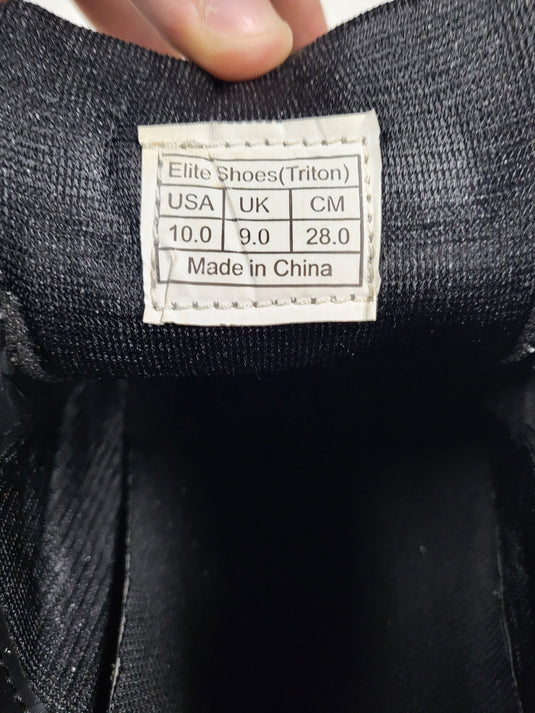 Elite Shoes(Triton)
USA UK CM
10.0 9.0 28.0
Made in China